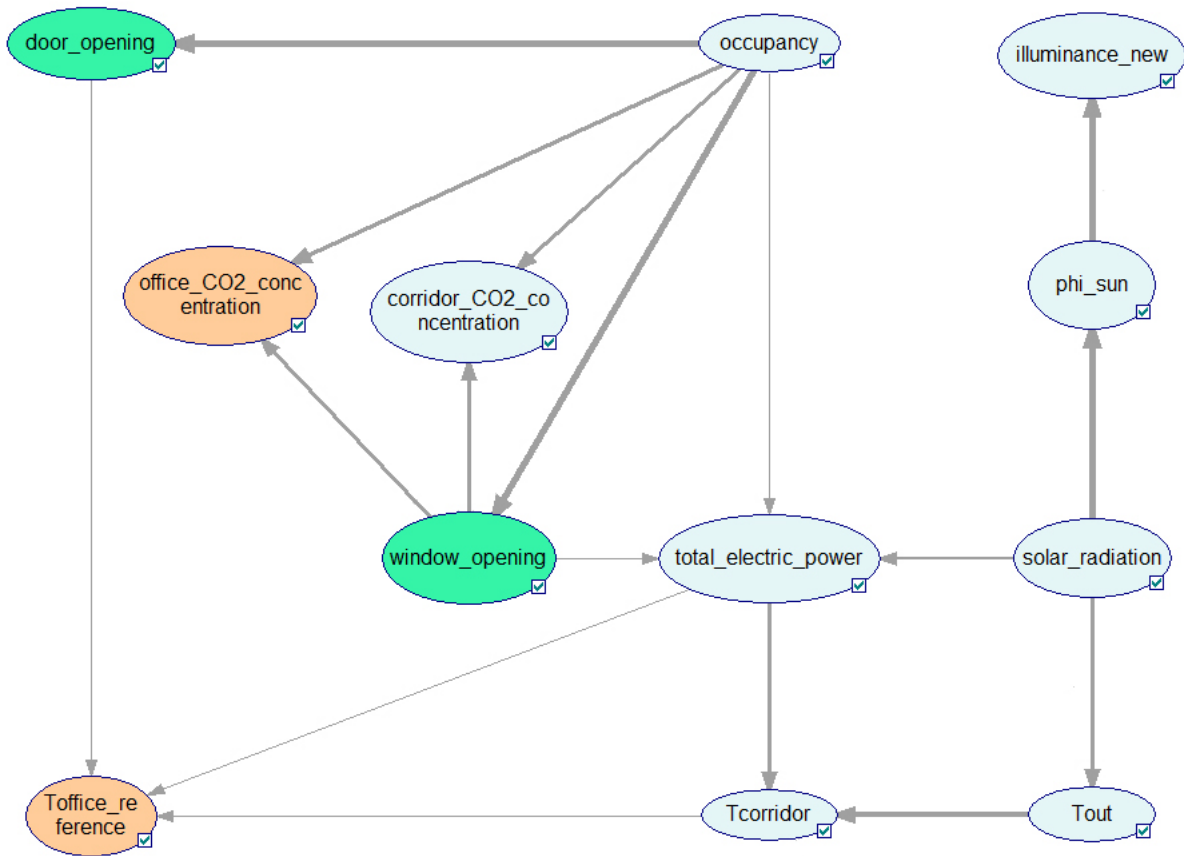 door_opening
occupancy
illuminance_new
office_CO2_conc
entration
corridor_CO2_co
ncentration
phi_sun
window_opening
total_electric_power
solar_radiation
Toffice_re
ference
Tcorridor
Tout